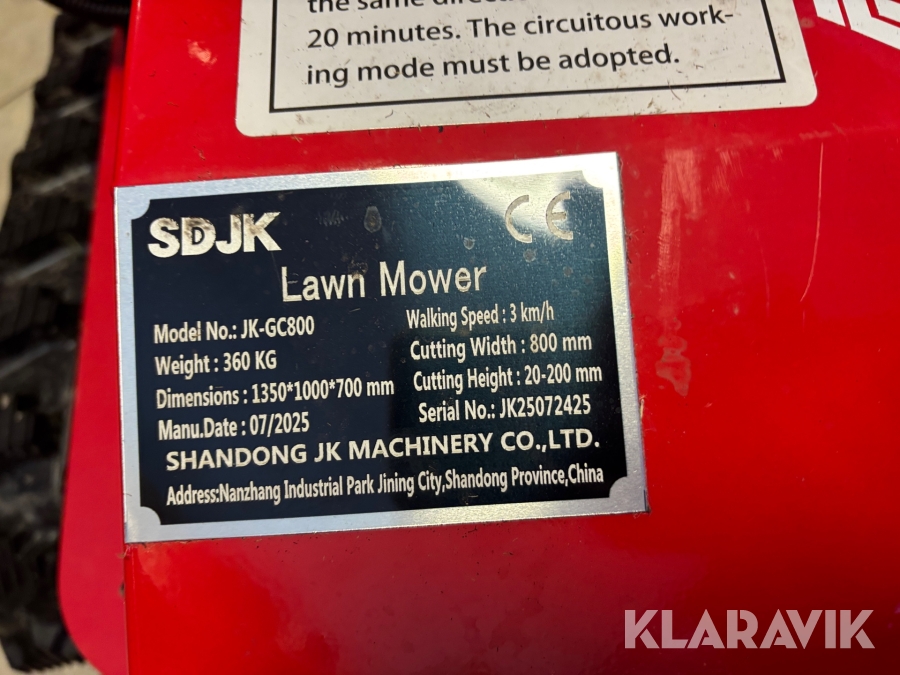 the same direc
20 minutes. The circuitous work-
ing mode must be adopted.
SDJK
CE
Lawn Mower
Model No.: JK-GC800
Walking Speed : 3 km/h
Weight : 360 KG
Cutting Width : 800 mm
Dimensions : 1350*1000*700 mm
Cutting Height : 20-200 mm
Manu.Date : 07/2025
Serial No.: JK25072425
SHANDONG JK MACHINERY CO.,LTD.
Address:Nanzhang Industrial Park Jining City,Shandong Province,China
KLARAVIK